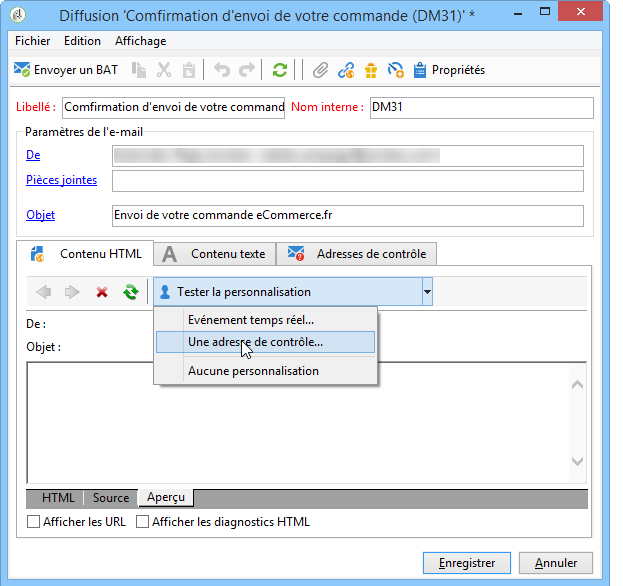 Diffusion 'Comfirmation d'envoi de votre commande (DM31)' *
Fichier Edition Affichage
Envoyer un BAT Propriétés
Libellé : Comfirmation d'envoi de votre command Nom interne : DM31
Paramètres de l'e-mail
De
Pièces jointes
Objet Envoi de votre commande eCommerce.fr
Contenu HTML A Contenu texte Adresses de contrôle
Tester la personnalisation
De :
Evénement temps réel...
Une adresse de contrôle...
Objet :
Aucune personnalisation
HTML Source Aperçu
Afficher les URL Afficher les diagnostics HTML
Enregistrer Annuler